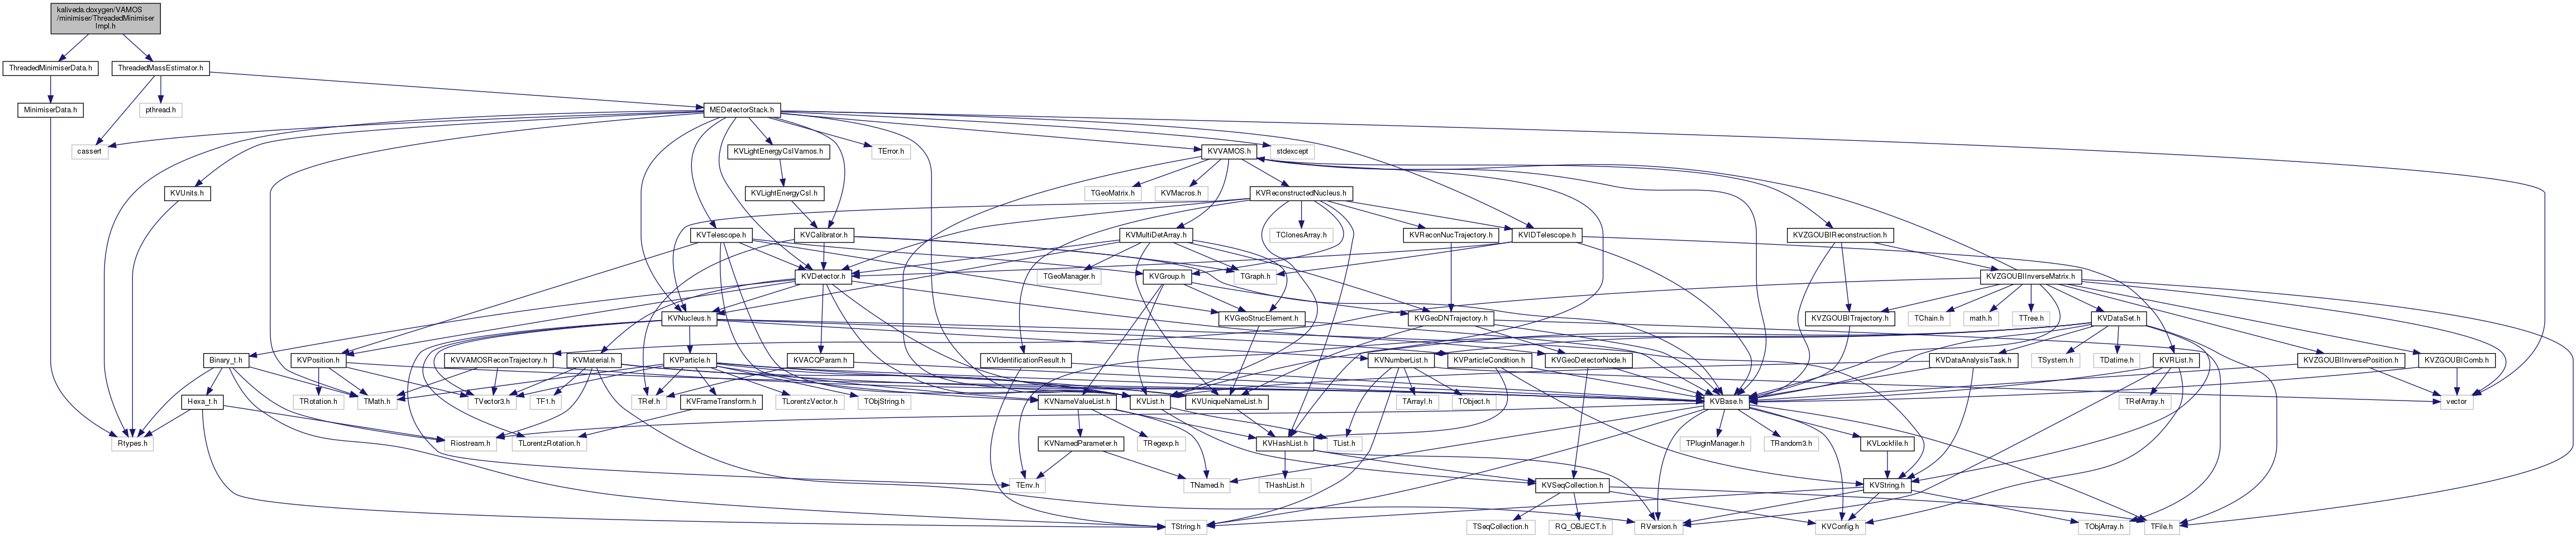 kaliveda.doxygen/VAMOS
/minimiser/ThreadedMinimiser
Impl.h
ThreadedMinimiserData.h
ThreadedMassEstimator.h
MinimiserData.h
pthread.h
MEDetectorStack.h
cassert
KVLightEnergyCsIVamos.h
TError.h
KVVAMOS.h
stdexcept
KVUnits.h
KVLightEnergyCsI.h
TGeoMatrix.h
KVMacros.h
KVReconstructedNucleus.h
KVTelescope.h
KVCalibrator.h
KVMultiDetArray.h
TClonesArray.h
KVReconNucTrajectory.h
KVIDTelescope.h
KVZGOUBIReconstruction.h
KVDetector.h
TGeoManager.h
KVGroup.h
TGraph.h
KVZGOUBIInverseMatrix.h
KVNucleus.h
KVGeoStrucElement.h
KVGeoDNTrajectory.h
KVZGOUBITrajectory.h
TChain.h
math.h
TTree.h
KVDataSet.h
Binary_t.h
KVPosition.h
KVVAMOSReconTrajectory.h
KVMaterial.h
KVParticle.h
KVACQParam.h
KVIdentificationResult.h
KVNumberList.h
KVParticleCondition.h
KVGeoDetectorNode.h
KVDataAnalysisTask.h
TSystem.h
TDatime.h
KVRList.h
KVZGOUBIInversePosition.h
KVZGOUBIComb.h
Hexa_t.h
TRotation.h
TMath.h
TVector3.h
TF1.h
TRef.h
KVFrameTransform.h
TLorentzVector.h
TObjString.h
KVNameValueList.h
KVList.h
KVUniqueNameList.h
TArrayI.h
TObject.h
KVBase.h
TRefArray.h
vector
Rtypes.h
Riostream.h
TLorentzRotation.h
KVNamedParameter.h
TRegexp.h
KVHashList.h
TList.h
TPluginManager.h
TRandom3.h
KVLockfile.h
TEnv.h
TNamed.h
THashList.h
KVSeqCollection.h
KVString.h
TString.h
TSeqCollection.h
RQ_OBJECT.h
RVersion.h
KVConfig.h
TObjArray.h
TFile.h